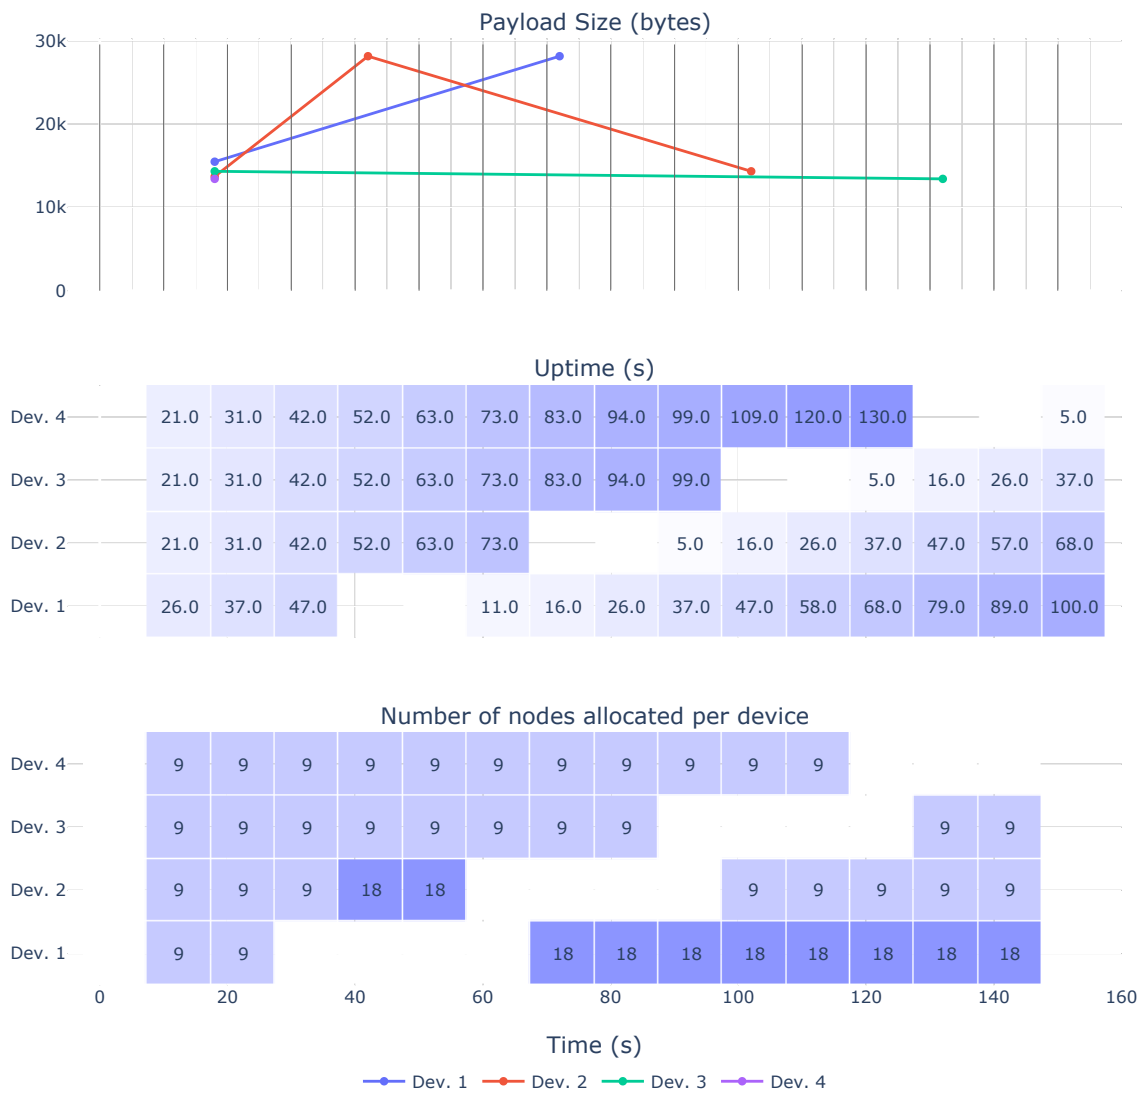 Payload Size (bytes)
30k
20k
10k
0
Uptime (s)
Dev. 4 21.0 31.0 42.0 52.0 63.0 73.0 83.0 94.0 99.0 109.0 120.0 130.0 5.0
Dev. 3 21.0 31.0 42.0 52.0 63.0 73.0 83.0 94.0 99.0 5.0 16.0 26.0 37.0
Dev. 2 21.0 31.0 42.0 52.0 63.0 73.0 5.0 16.0 26.0 37.0 47.0 57.0 68.0
Dev. 1 26.0 37.0 47.0 11.0 16.0 26.0 37.0 47.0 58.0 68.0 79.0 89.0 100.0
Number of nodes allocated per device
Dev. 4 9 9 9 9 9 9 9 9 9 9 9
Dev. 3 9 9 9 9 9 9 9 9 9 9
Dev. 2 9 9 9 18 18 9 9 9 9 9
Dev. 1 9 9 18 18 18 18 18 18 18 18
0 20 40 60 80 100 120 140 160
Time (s)
Dev. 1 Dev. 2 Dev. 3 Dev. 4